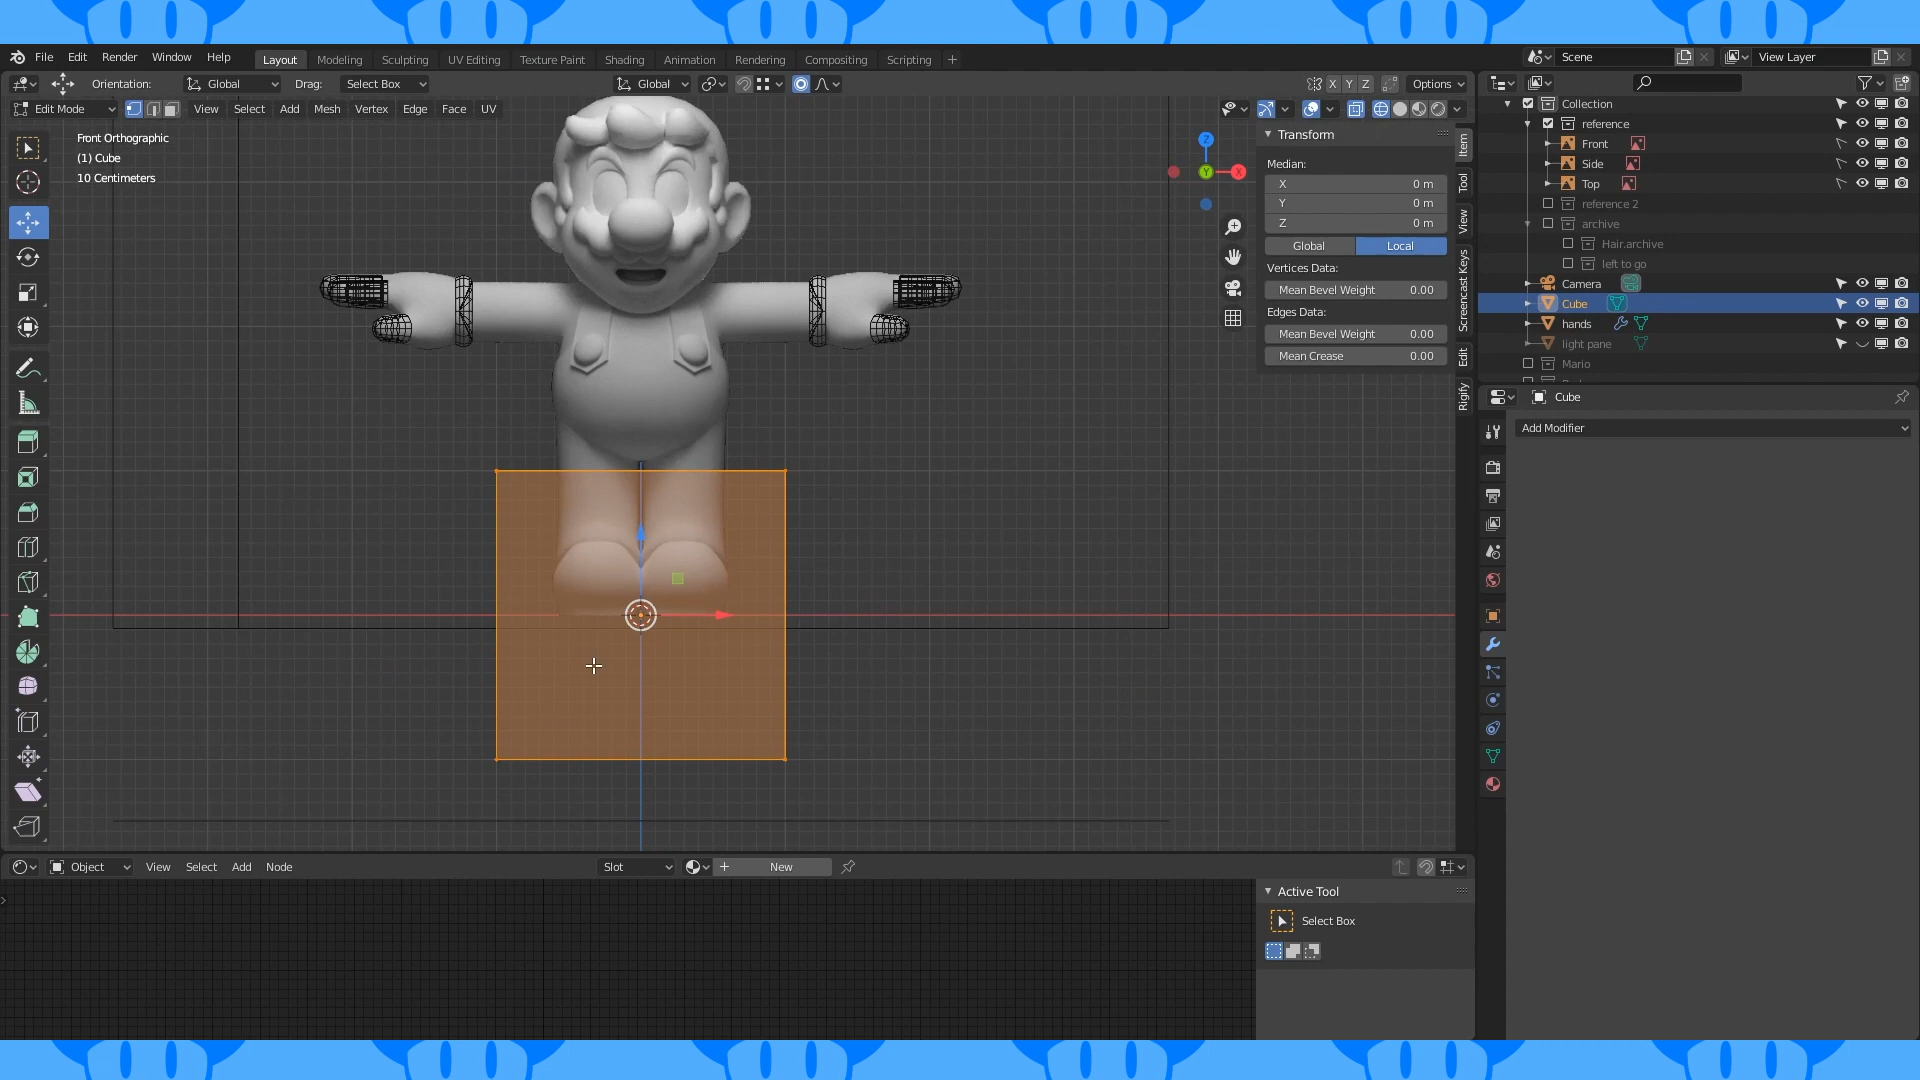 File Edit Render Window Help Layout Modeling Sculpting UV Editing Texture Paint Shading Animation Rendering Compositing Scripting + Scene View Layer
Orientation: Global Drag: Select Box Global X Y Z Options
Edit Mode View Select Add Mesh Vertex Edge Face UV
Front Orthographic
(1) Cube
10 Centimeters
Z
Y
X
Transform
Median:
X 0 m
Y 0 m
Z 0 m
Global Local
Vertices Data:
Mean Bevel Weight 0.00
Edges Data:
Mean Bevel Weight 0.00
Mean Crease 0.00
Item
Tool
View
Screencast Keys
Edit
Rigify
Collection
reference
Front
Side
Top
reference 2
archive
Hair.archive
left to go
Camera
Cube
hands
light pane
Mario
Cube
Add Modifier
Object View Select Add Node Slot New
Active Tool
Select Box